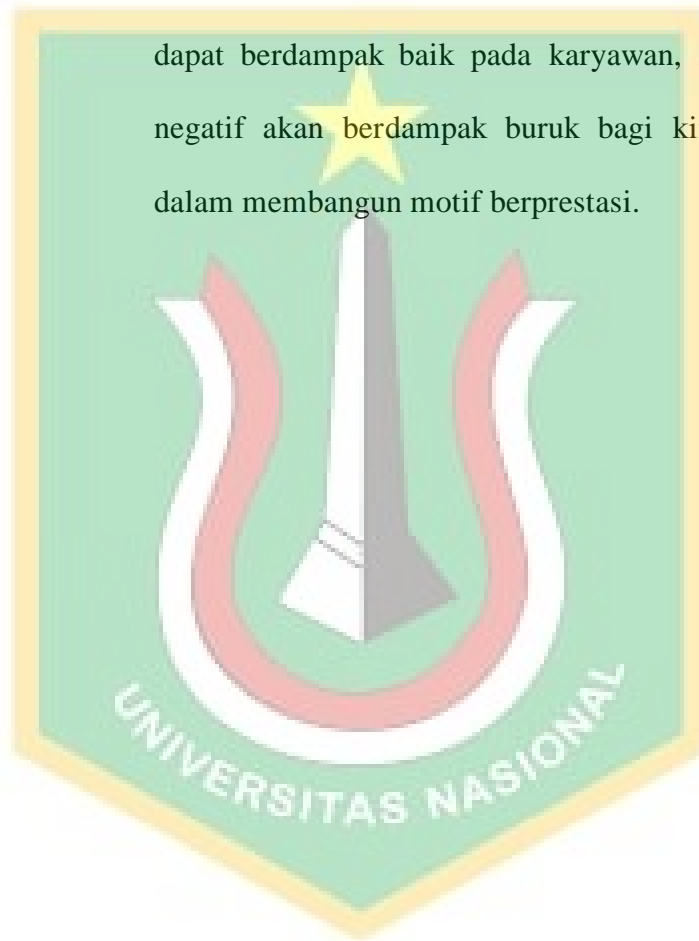 dapat berdampak baik pada karyawan,
negatif akan berdampak buruk bagi
dalam membangun motif berprestasi.
UNIVERSITAS NASIONAL